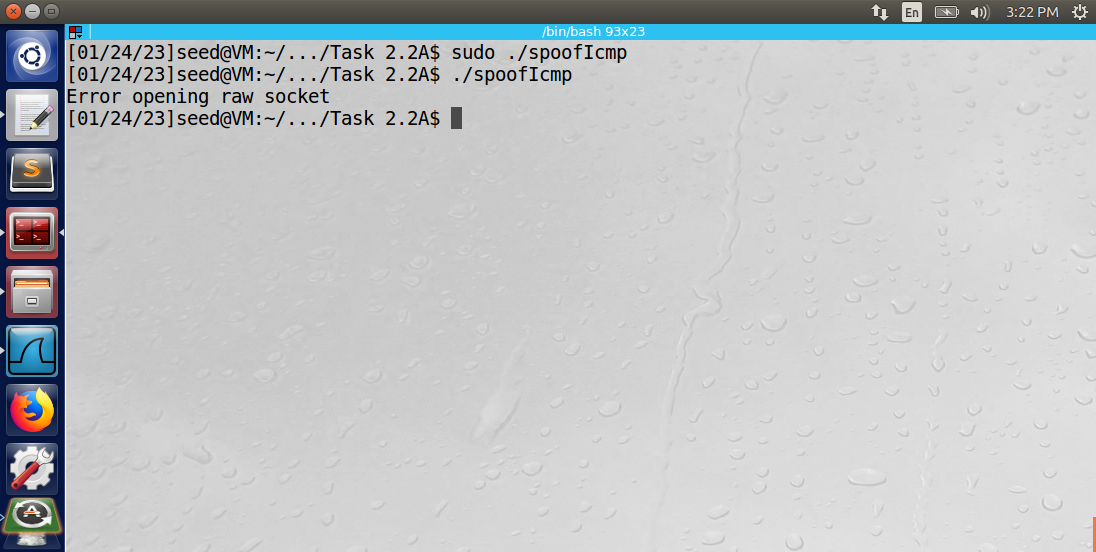 En
3:22 PM
/bin/bash 93x23
[01/24/23]seed@VM:~/.../Task 2.2A$ sudo ./spoofIcmp
[01/24/23]seed@VM:~/.../Task 2.2A$ ./spoofIcmp
Error opening raw socket
[01/24/23]seed@VM:~/.../Task 2.2A$